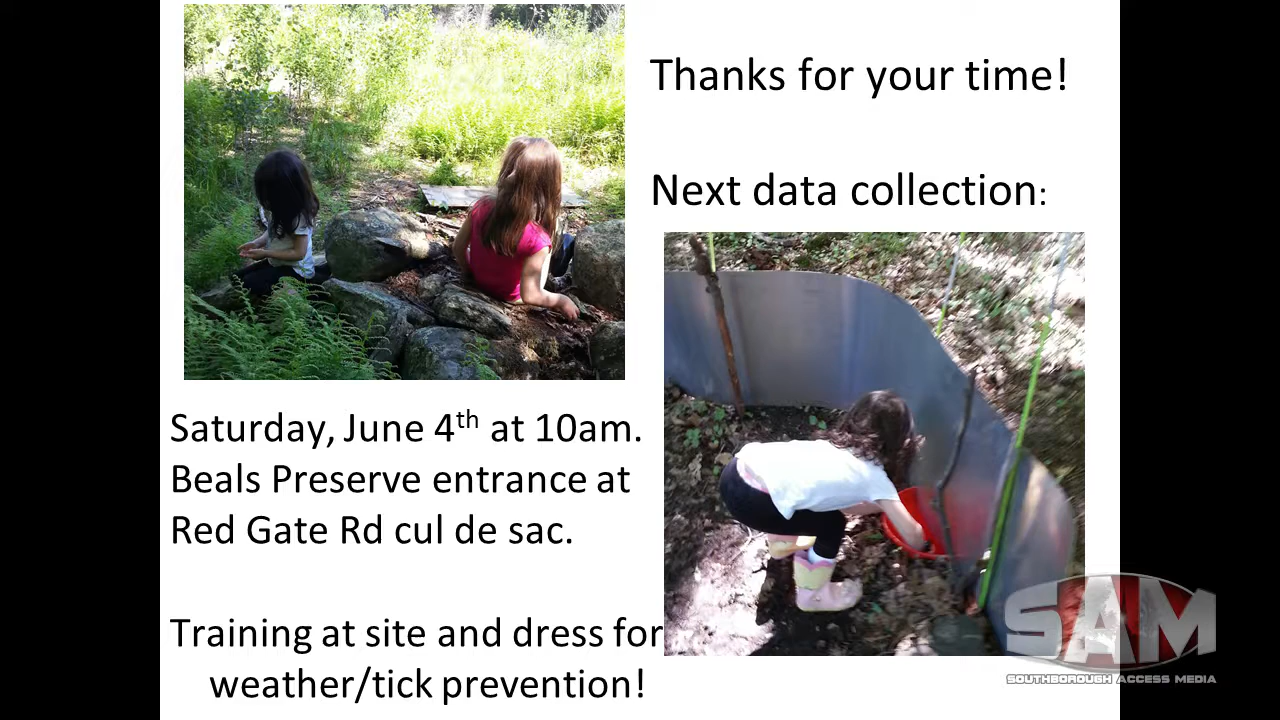 Thanks for your time!
Next data collection:
Saturday, June 4th at 10am.
Beals Preserve entrance at
Red Gate Rd cul de sac.
Training at site and dress for
weather/tick prevention!
SAM
SOUTHBOROUGH ACCESS MEDIA